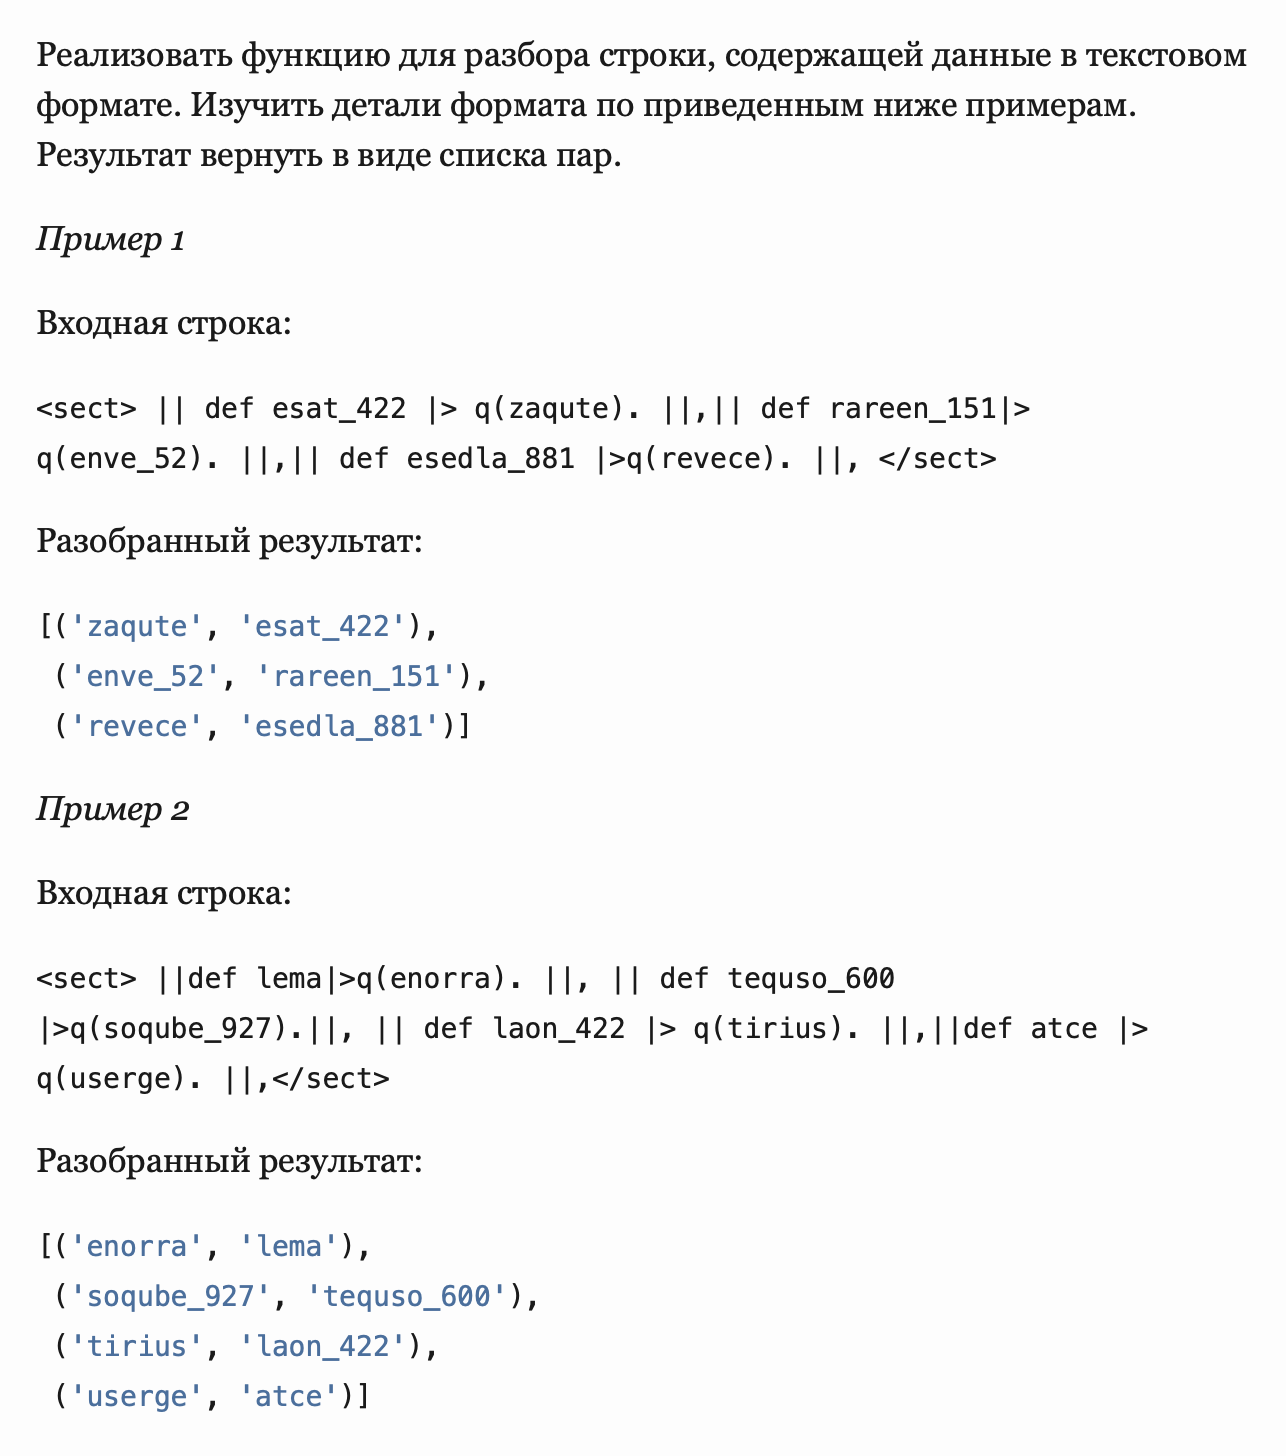 Реализовать функцию для разбора строки, содержащей данные в текстовом
формате. Изучить детали формата по приведенным ниже примерам.
Результат вернуть в виде списка пар.
Пример 1
Входная строка:
<sect> || def esat_422 |> q(zaqute). ||,|| def rareen_151|>
q(enve_52). ||,|| def esedla_881 |>q(revece). ||, </sect>
Разобранный результат:
[('zaqute', 'esat_422'),
 ('enve_52', 'rareen_151'),
 ('revece', 'esedla_881')]
Пример 2
Входная строка:
<sect> ||def lema|>q(enorra). ||, || def tequso_600
|>q(soqube_927).||, || def laon_422 |> q(tirius). ||,||def atce |>
q(userge). ||,</sect>
Разобранный результат:
[('enorra', 'lema'),
 ('soqube_927', 'tequso_600'),
 ('tirius', 'laon_422'),
 ('userge', 'atce')]